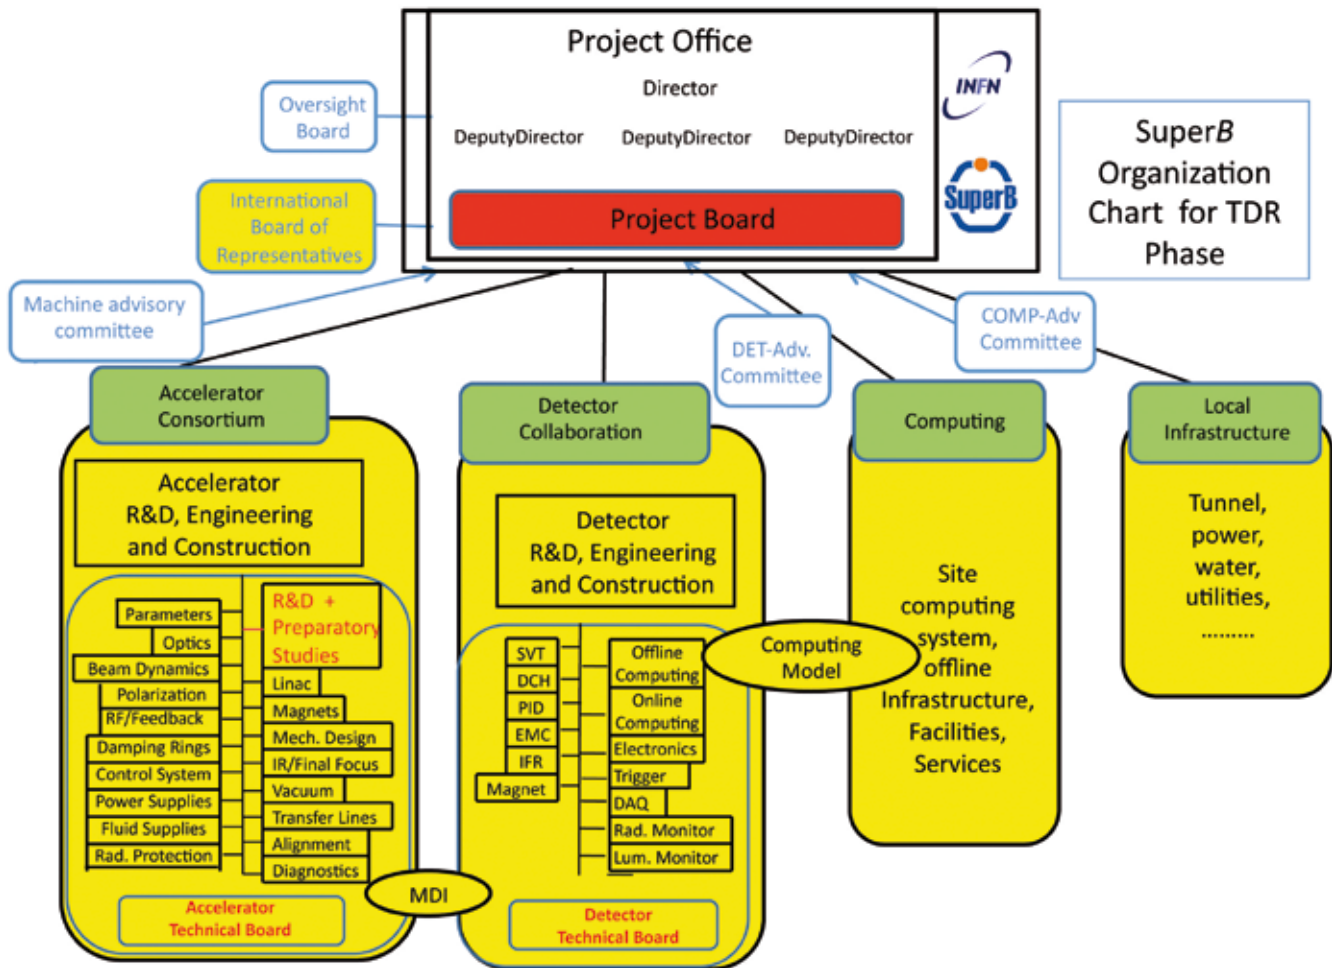 Project Office
Director
DeputyDirector
DeputyDirector
DeputyDirector
Project Board
INFN
SuperB
Oversight
Board
International
Board of
Representatives
SuperB
Organization
Chart for TDR
Phase
Machine advisory
committee
DET-Adv.
Committee
COMP-Adv
Committee
Accelerator
Consortium
Detector
Collaboration
Computing
Local
Infrastructure
Accelerator
R&D, Engineering
and Construction
Parameters
Optics
Beam Dynamics
Polarization
RF/Feedback
Damping Rings
Control System
Power Supplies
Fluid Supplies
Rad. Protection
R&D +
Preparatory
Studies
Linac
Magnets
Mech. Design
IR/Final Focus
Vacuum
Transfer Lines
Alignment
Diagnostics
Accelerator
Technical Board
MDI
Detector
R&D, Engineering
and Construction
SVT
DCH
PID
EMC
IFR
Magnet
Offline
Computing
Online
Computing
Electronics
Trigger
DAQ
Rad. Monitor
Lum. Monitor
Detector
Technical Board
Computing
Model
Site
computing
system,
offline
Infrastructure,
Facilities,
Services
Tunnel,
power,
water,
utilities,
.........